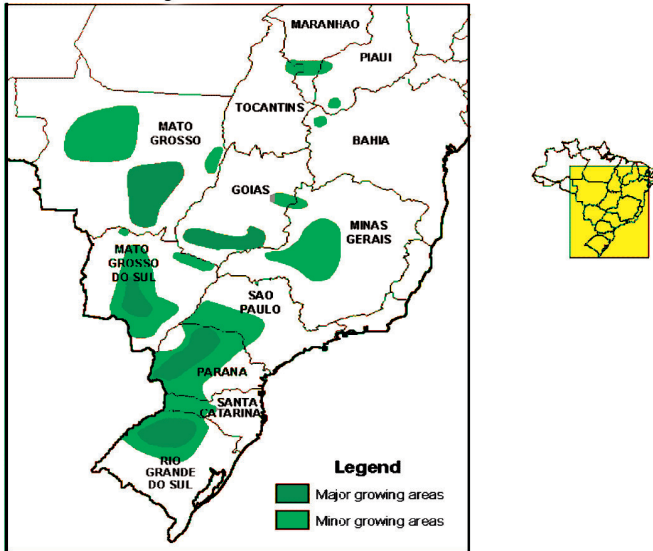 MARANHAO
PIAUI
TOCANTINS
MATO
GROSSO
BAHIA
GOIAS
MINAS
GERAIS
MATO
GROSSO
DO SUL
SAO
PAULO
PARANA
SANTA
CATARINA
RIO
GRANDE
DO SUL
Legend
Major growing areas
Minor growing areas